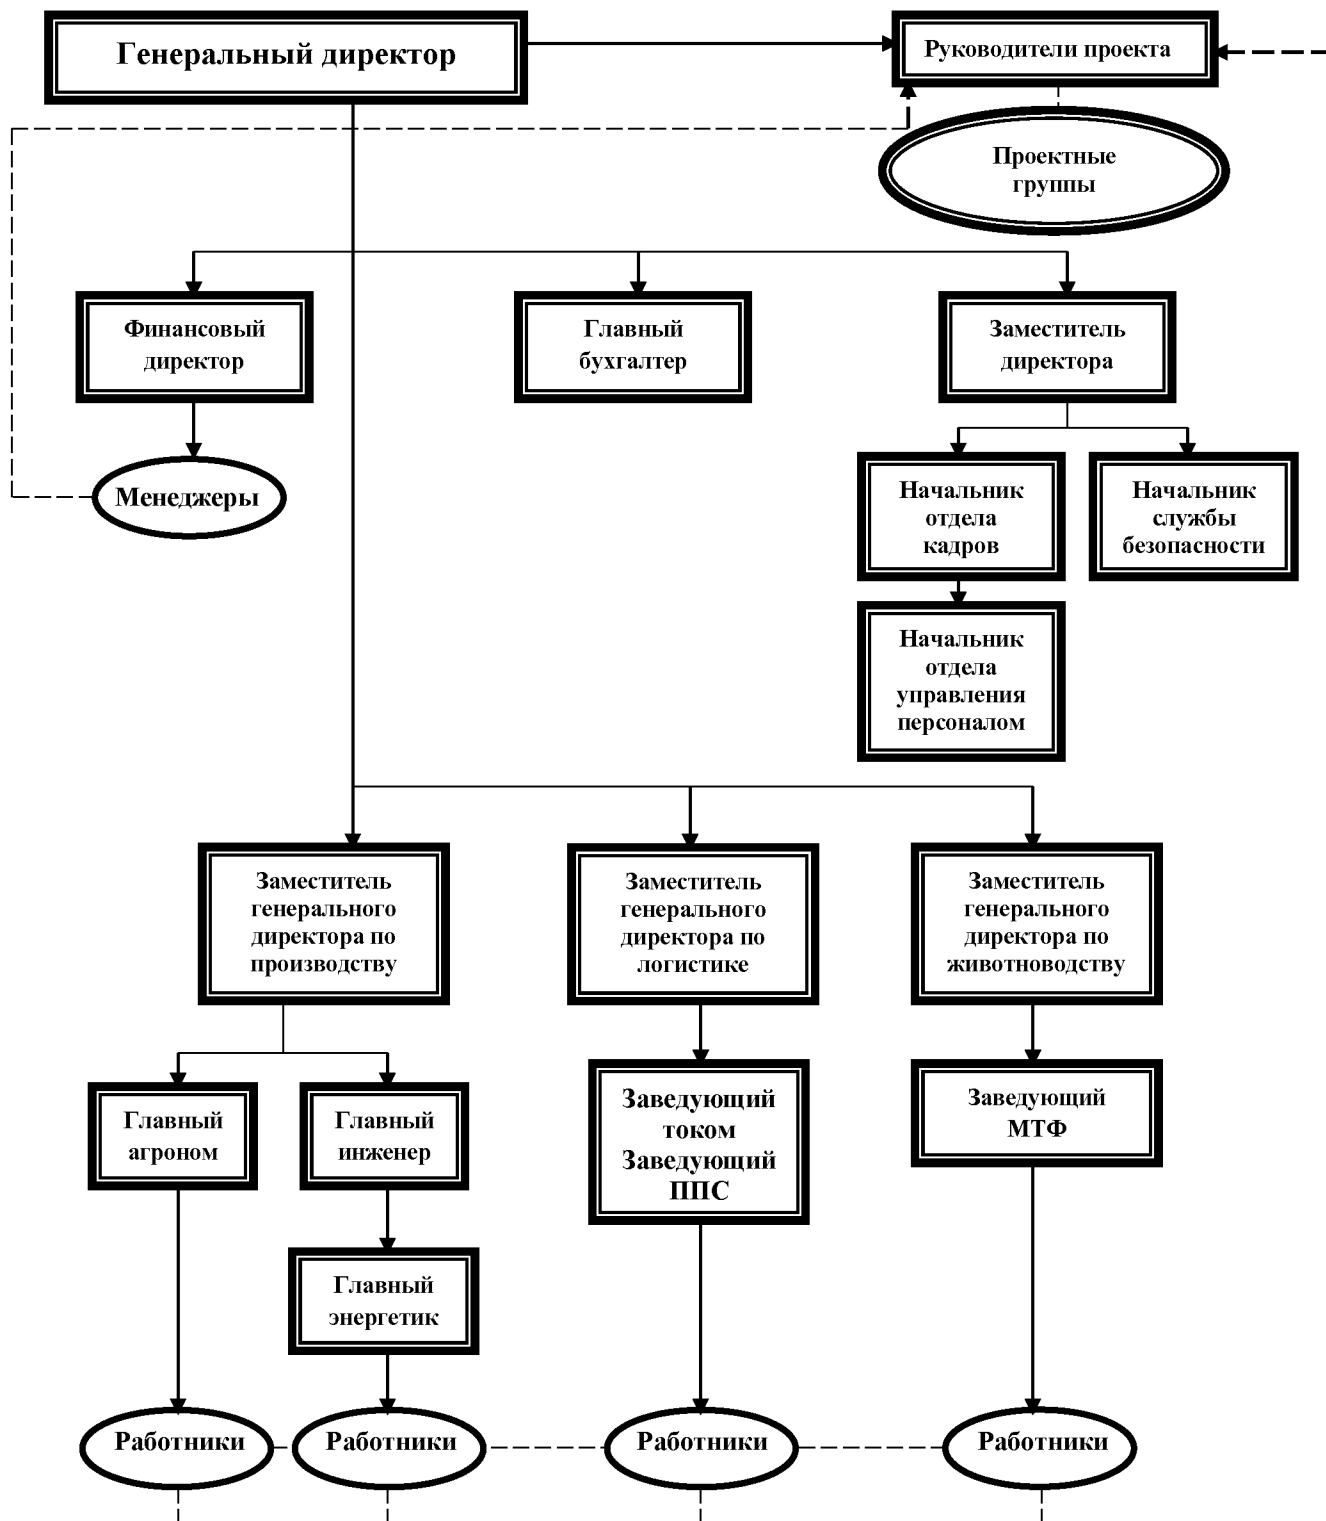 Генеральный директор
Руководители проекта
Проектные
группы
Финансовый
директор
Главный
бухгалтер
Заместитель
директора
Менеджеры
Начальник
отдела
кадров
Начальник
службы
безопасности
Начальник
отдела
управления
персоналом
Заместитель
генерального
директора по
производству
Заместитель
генерального
директора по
логистике
Заместитель
генерального
директора по
животноводству
Главный
агроном
Главный
инженер
Заведующий
током
Заведующий
ППС
Заведующий
МТФ
Главный
энергетик
Работники
Работники
Работники
Работники